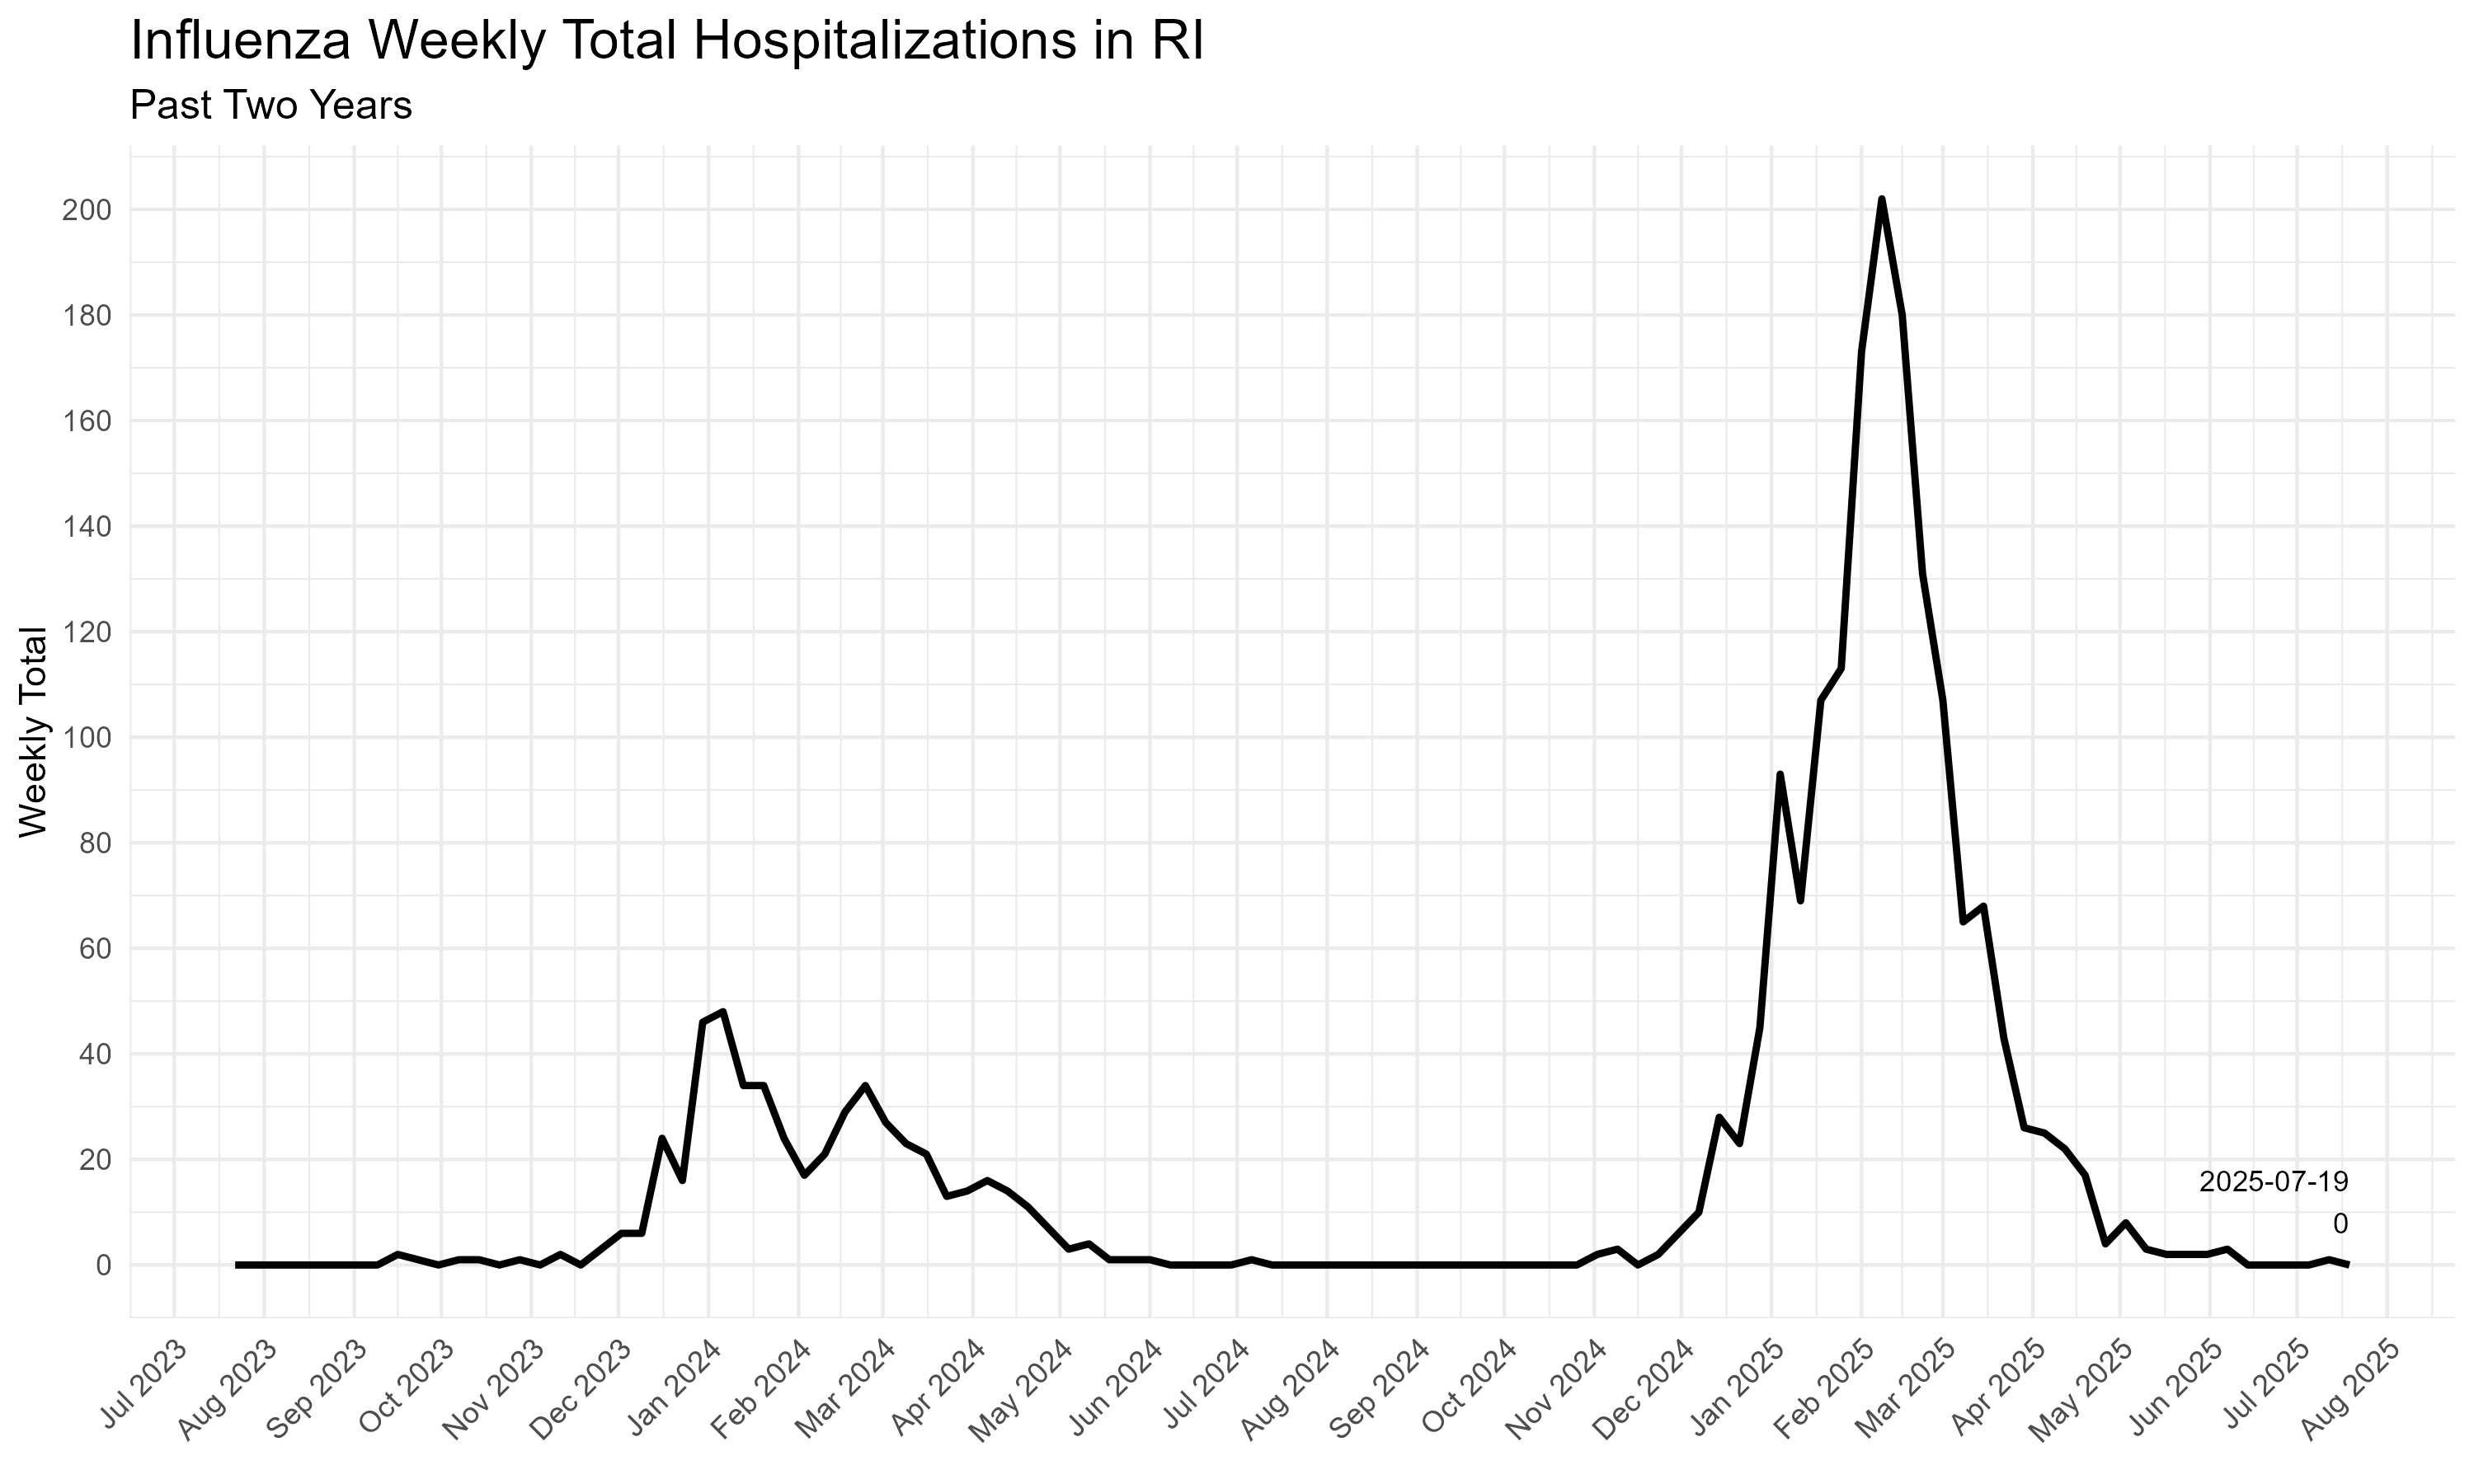 Influenza Weekly Total Hospitalizations in RI
Past Two Years
Weekly Total
200
180
160
140
120
100
80
60
40
20
0
2025-07-19
0
Jul 2023
Aug 2023
Sep 2023
Oct 2023
Nov 2023
Dec 2023
Jan 2024
Feb 2024
Mar 2024
Apr 2024
May 2024
Jun 2024
Jul 2024
Aug 2024
Sep 2024
Oct 2024
Nov 2024
Dec 2024
Jan 2025
Feb 2025
Mar 2025
Apr 2025
May 2025
Jun 2025
Jul 2025
Aug 2025